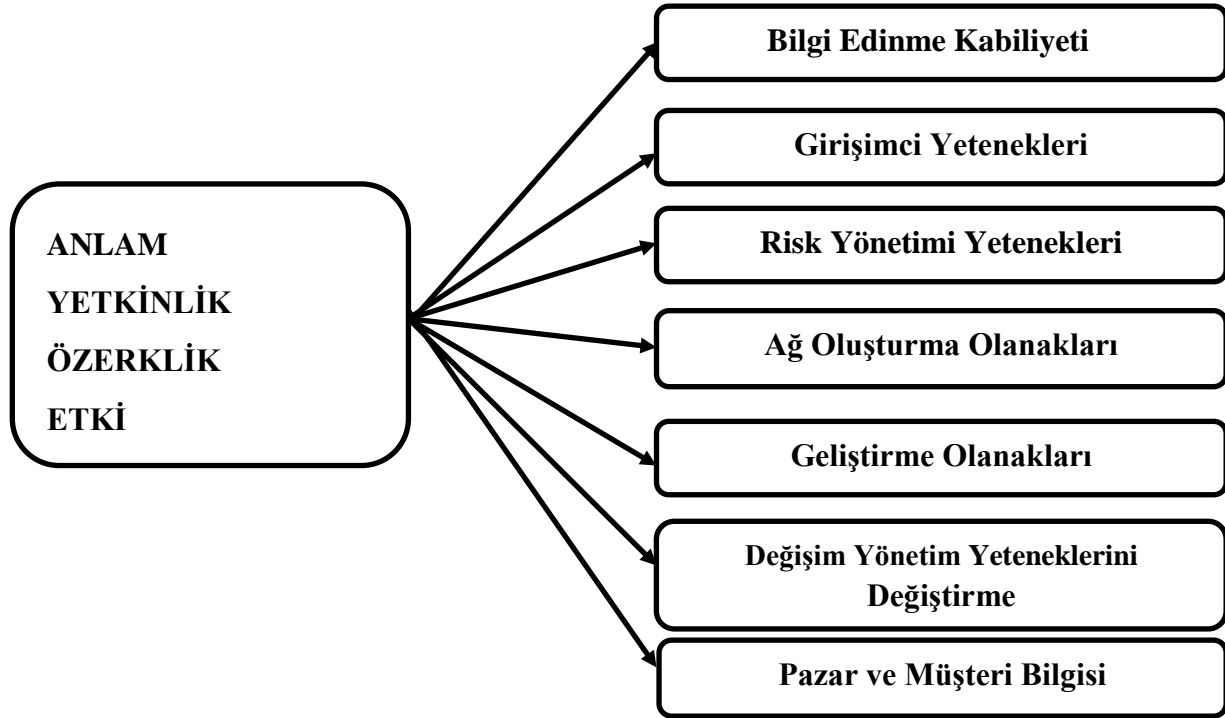 ANLAM
YETKİNLİK
ÖZERKLİK
ETKİ
Bilgi Edinme Kabiliyeti
Girişimci Yetenekleri
Risk Yönetimi Yetenekleri
Ağ Oluşturma Olanakları
Geliştirme Olanakları
Değişim Yönetim Yeteneklerini
Değiştirme
Pazar ve Müşteri Bilgisi